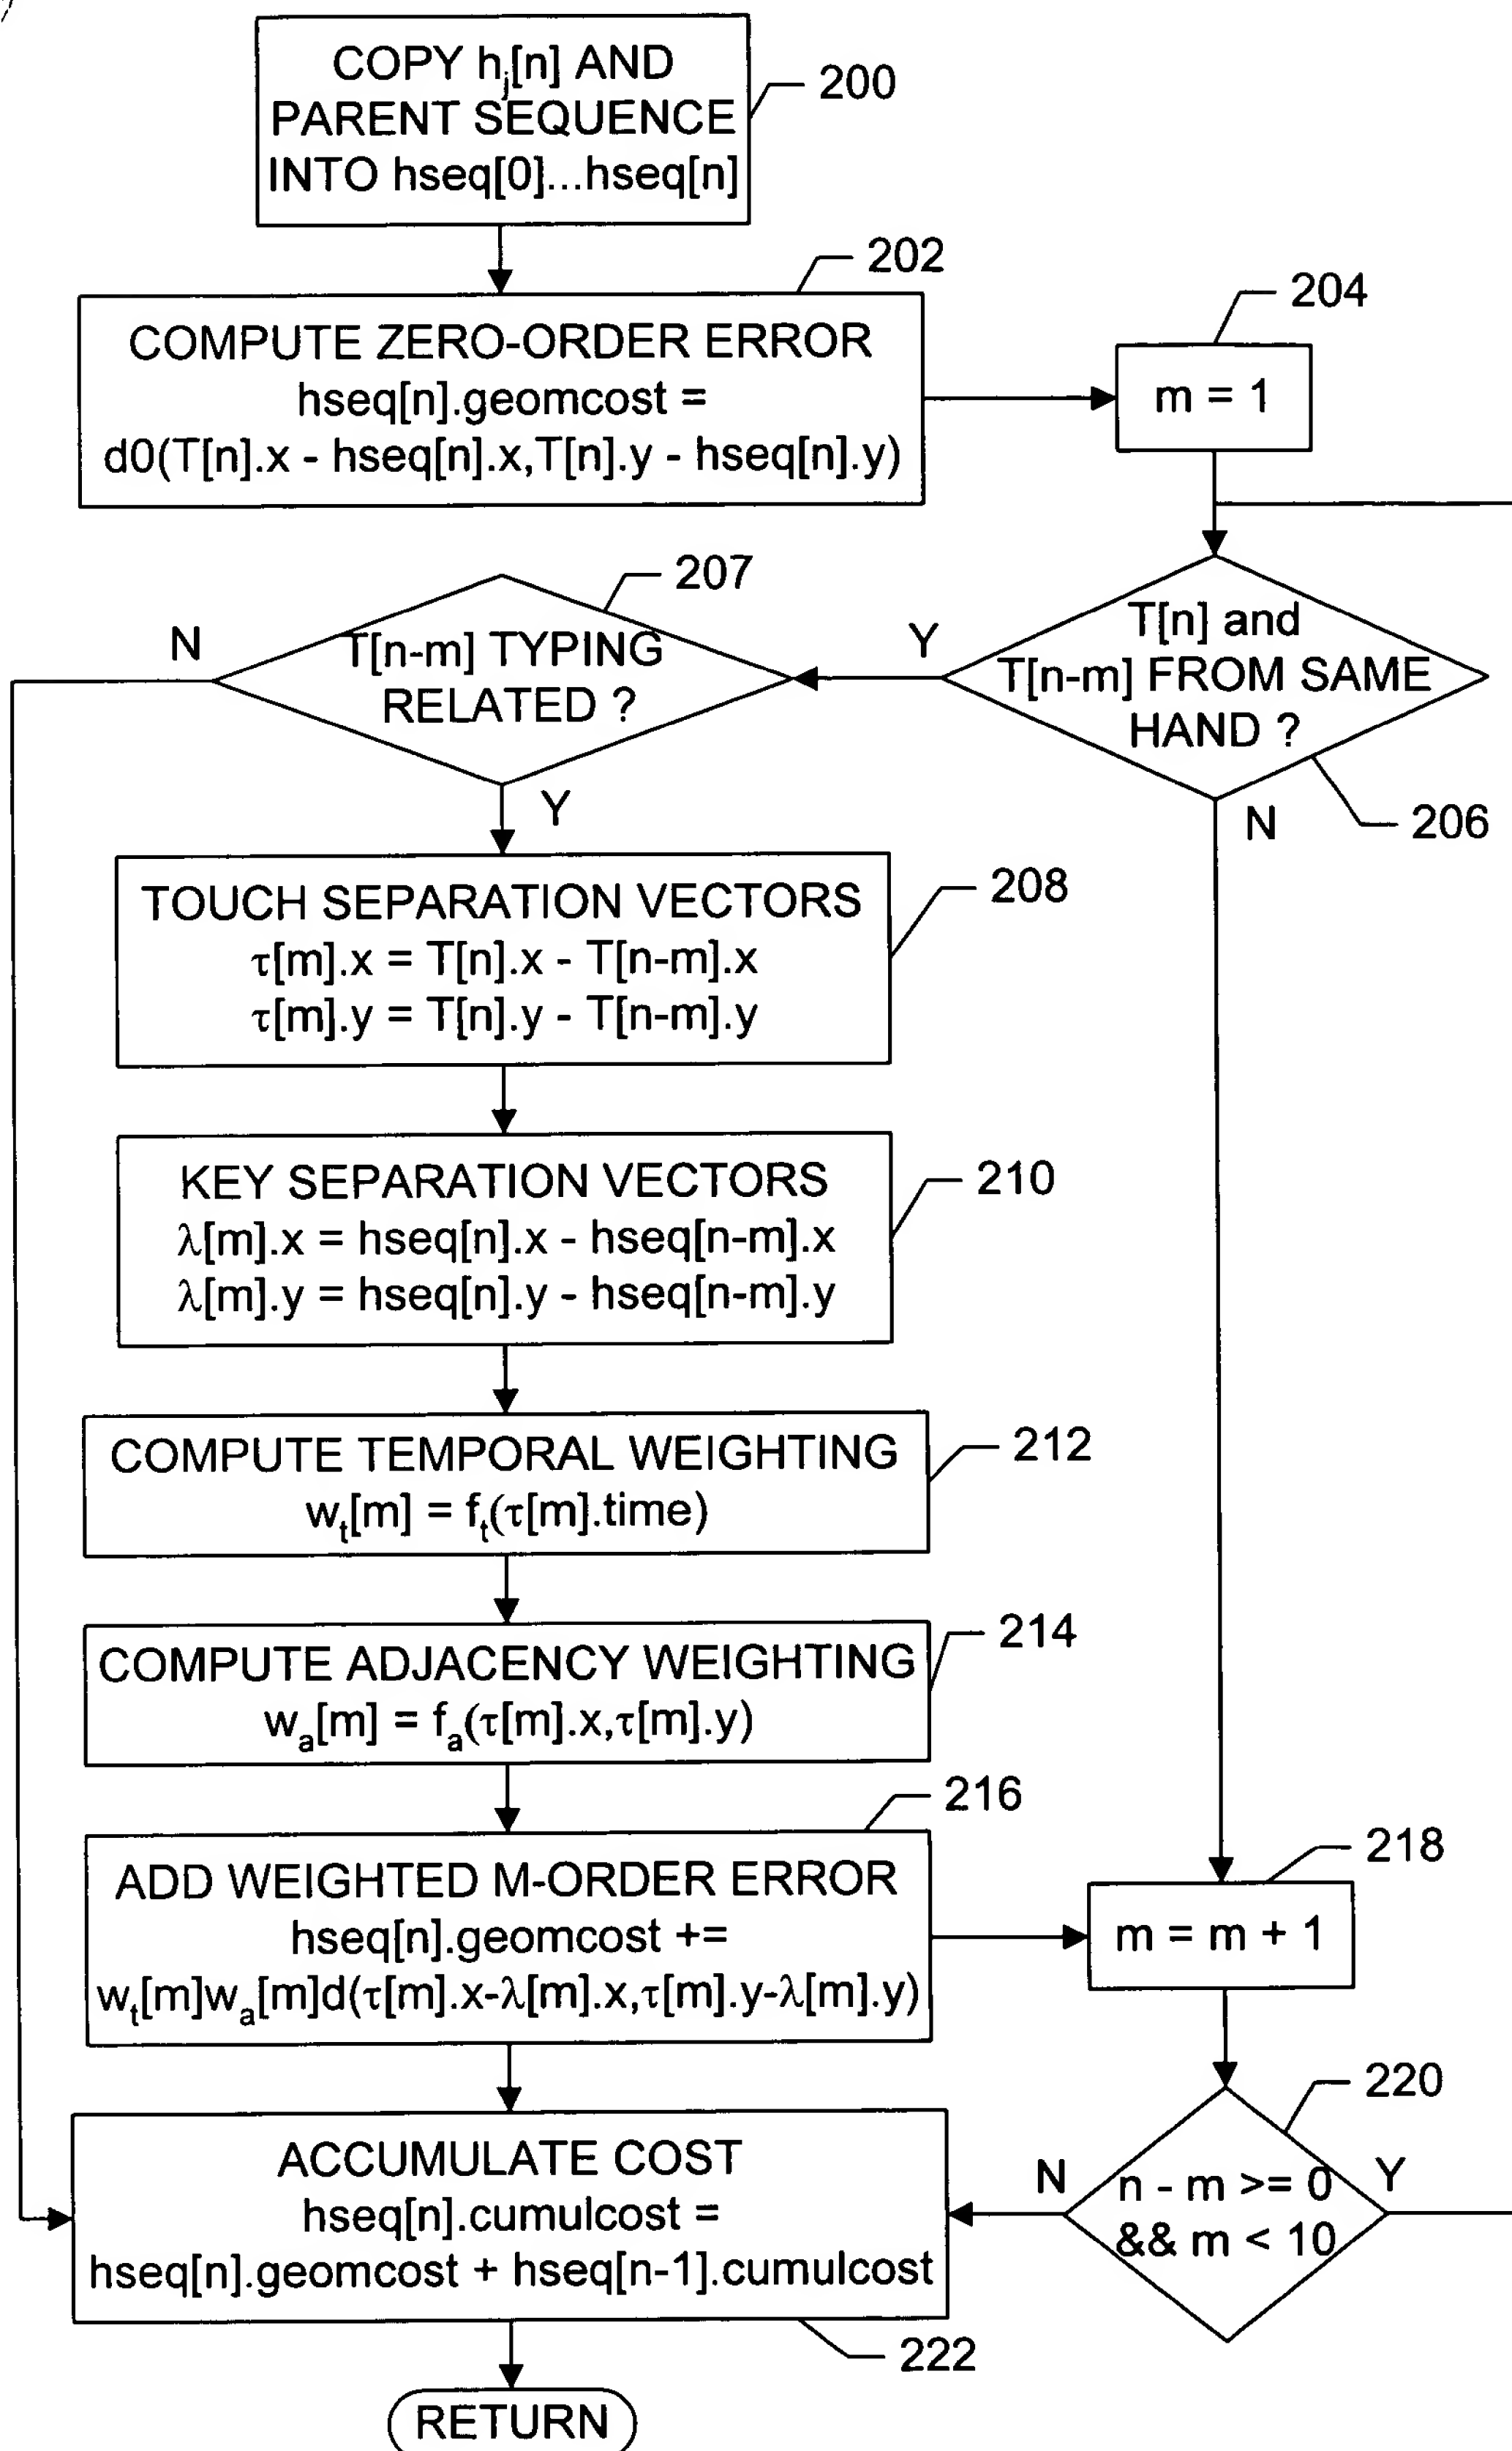 COPY hj[n] AND
PARENT SEQUENCE
INTO hseq[0]...hseq[n]
200
202
COMPUTE ZERO-ORDER ERROR
hseq[n].geomcost =
d0(T[n].x - hseq[n].x,T[n].y - hseq[n].y)
204
m = 1
T[n] and
T[n-m] FROM SAME
HAND ?
206
Y
N
207
T[n-m] TYPING
RELATED ?
N
Y
TOUCH SEPARATION VECTORS
τ[m].x = T[n].x - T[n-m].x
τ[m].y = T[n].y - T[n-m].y
208
KEY SEPARATION VECTORS
λ[m].x = hseq[n].x - hseq[n-m].x
λ[m].y = hseq[n].y - hseq[n-m].y
210
COMPUTE TEMPORAL WEIGHTING
wt[m] = ft(τ[m].time)
212
COMPUTE ADJACENCY WEIGHTING
wa[m] = fa(τ[m].x,τ[m].y)
214
216
ADD WEIGHTED M-ORDER ERROR
hseq[n].geomcost +=
wt[m]wa[m]d(τ[m].x-λ[m].x,τ[m].y-λ[m].y)
218
m = m + 1
220
n - m >= 0
&& m < 10
N
Y
ACCUMULATE COST
hseq[n].cumulcost =
hseq[n].geomcost + hseq[n-1].cumulcost
222
RETURN